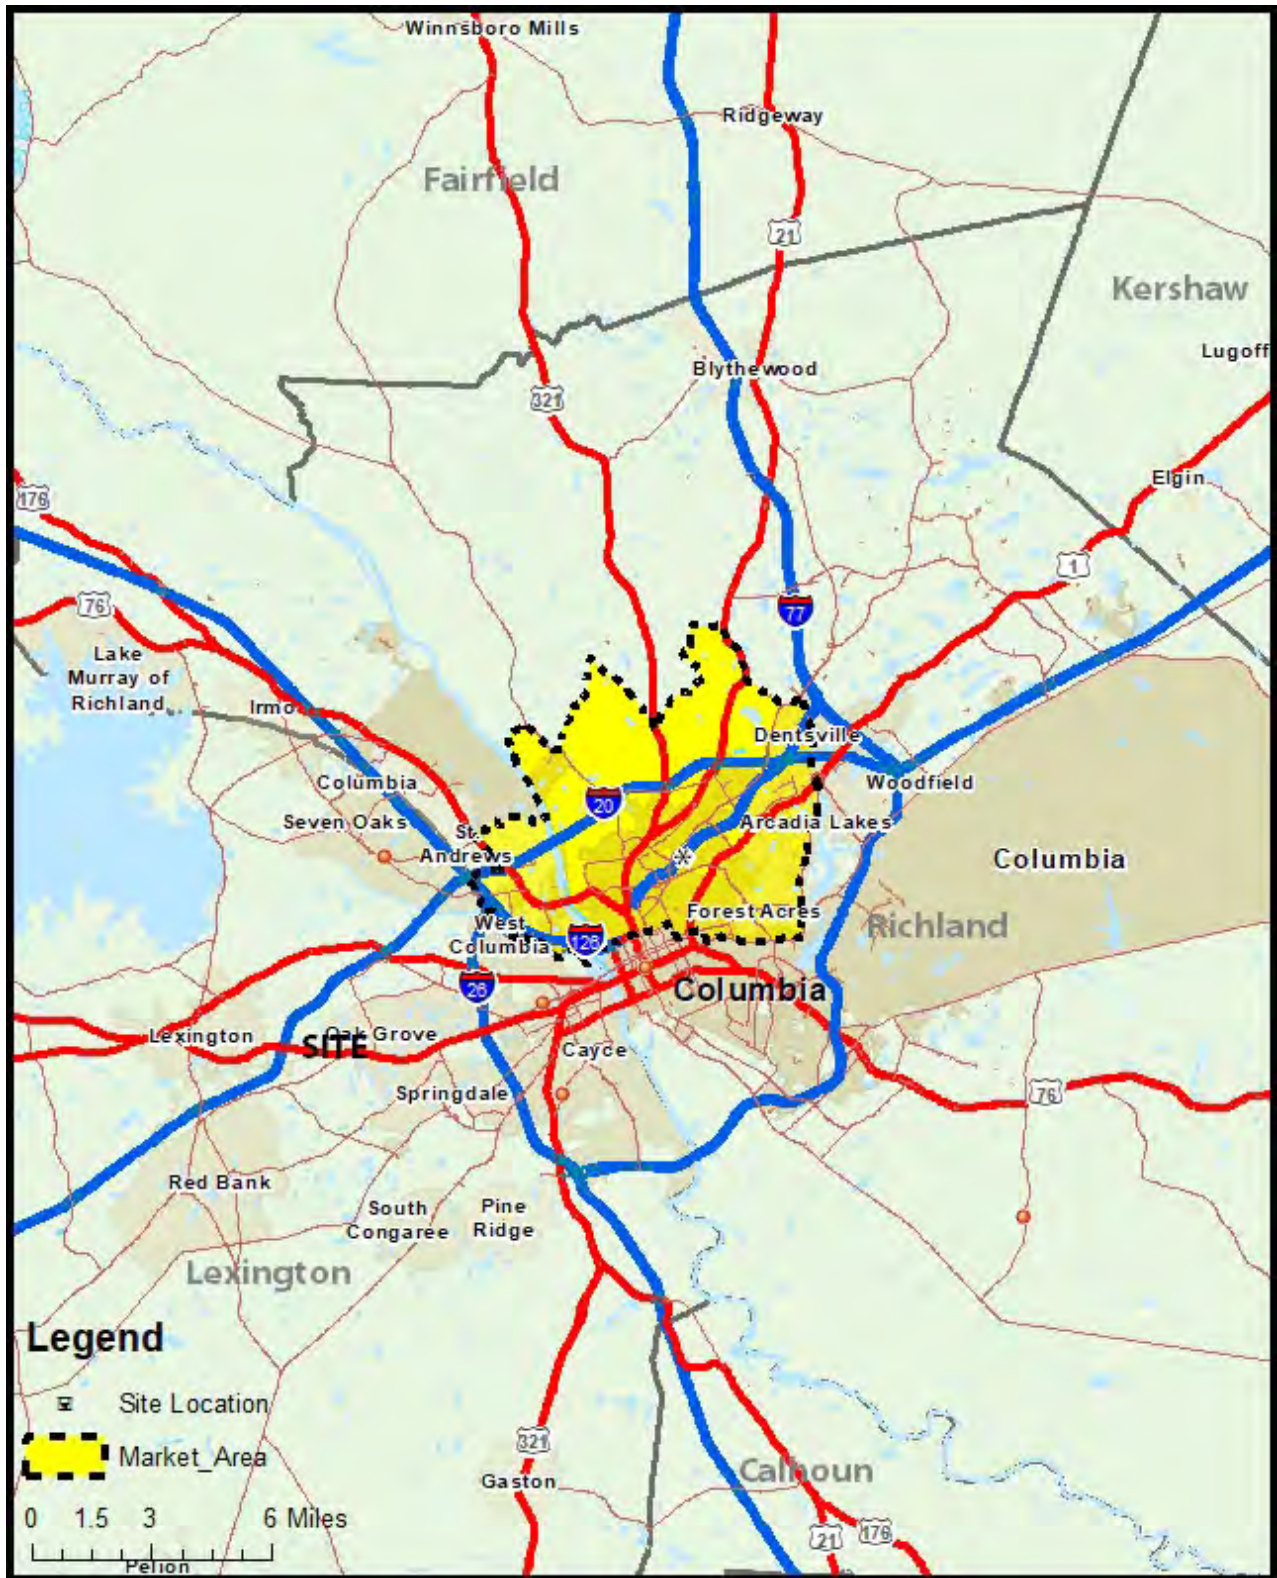 Winnsboro Mills
Ridgeway
Fairfield
21
Kershaw
Lugoff
Blythewood
321
Elgin
176
1
76
77
Lake
Murray of
Richland
Irmo
Dentsville
Columbia
Woodfield
20
Seven Oaks
St.
Andrews
Arcadia Lakes
Columbia
Forest Acres
Richland
West
Columbia
126
26
Columbia
Lexington
Oak Grove
SITE
Cayce
Springdale
76
Red Bank
South
Congaree
Pine
Ridge
Lexington
Legend
Site Location
Market_Area
321
Calhoun
Gaston
0 1.5 3 6 Miles
21
176
Pelion